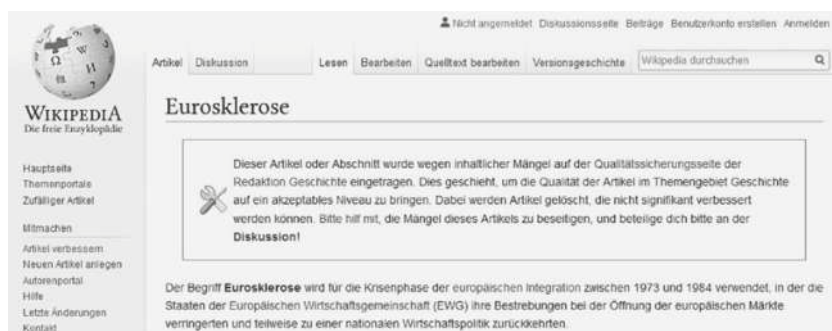 Nicht angemeldet Diskussionsseite Beiträge Benutzerkonto erstellen Anmelden
Artikel Diskussion Lesen Bearbeiten Quelltext bearbeiten Versionsgeschichte Wikipedia durchsuchen
WIKIPEDIA
Die freie Enzyklopädie
Eurosklerose
Hauptseite
Themenportale
Zufälliger Artikel
Mitmachen
Artikel verbessern
Neuen Artikel anlegen
Autorenportal
Hilfe
Letzte Änderungen
Kontakt
Dieser Artikel oder Abschnitt wurde wegen inhaltlicher Mängel auf der Qualitätssicherungsseite der
Redaktion Geschichte eingetragen. Dies geschieht, um die Qualität der Artikel im Themengebiet Geschichte
auf ein akzeptables Niveau zu bringen. Dabei werden Artikel gelöscht, die nicht signifikant verbessert
werden können. Bitte hilf mit, die Mängel dieses Artikels zu beseitigen, und beteilige dich bitte an der
Diskussion!
Der Begriff Eurosklerose wird für die Krisenphase der europäischen Integration zwischen 1973 und 1984 verwendet, in der die
Staaten der Europäischen Wirtschaftsgemeinschaft (EWG) ihre Bestrebungen bei der Öffnung der europäischen Märkte
verringerten und teilweise zu einer nationalen Wirtschaftspolitik zurückkehrten.